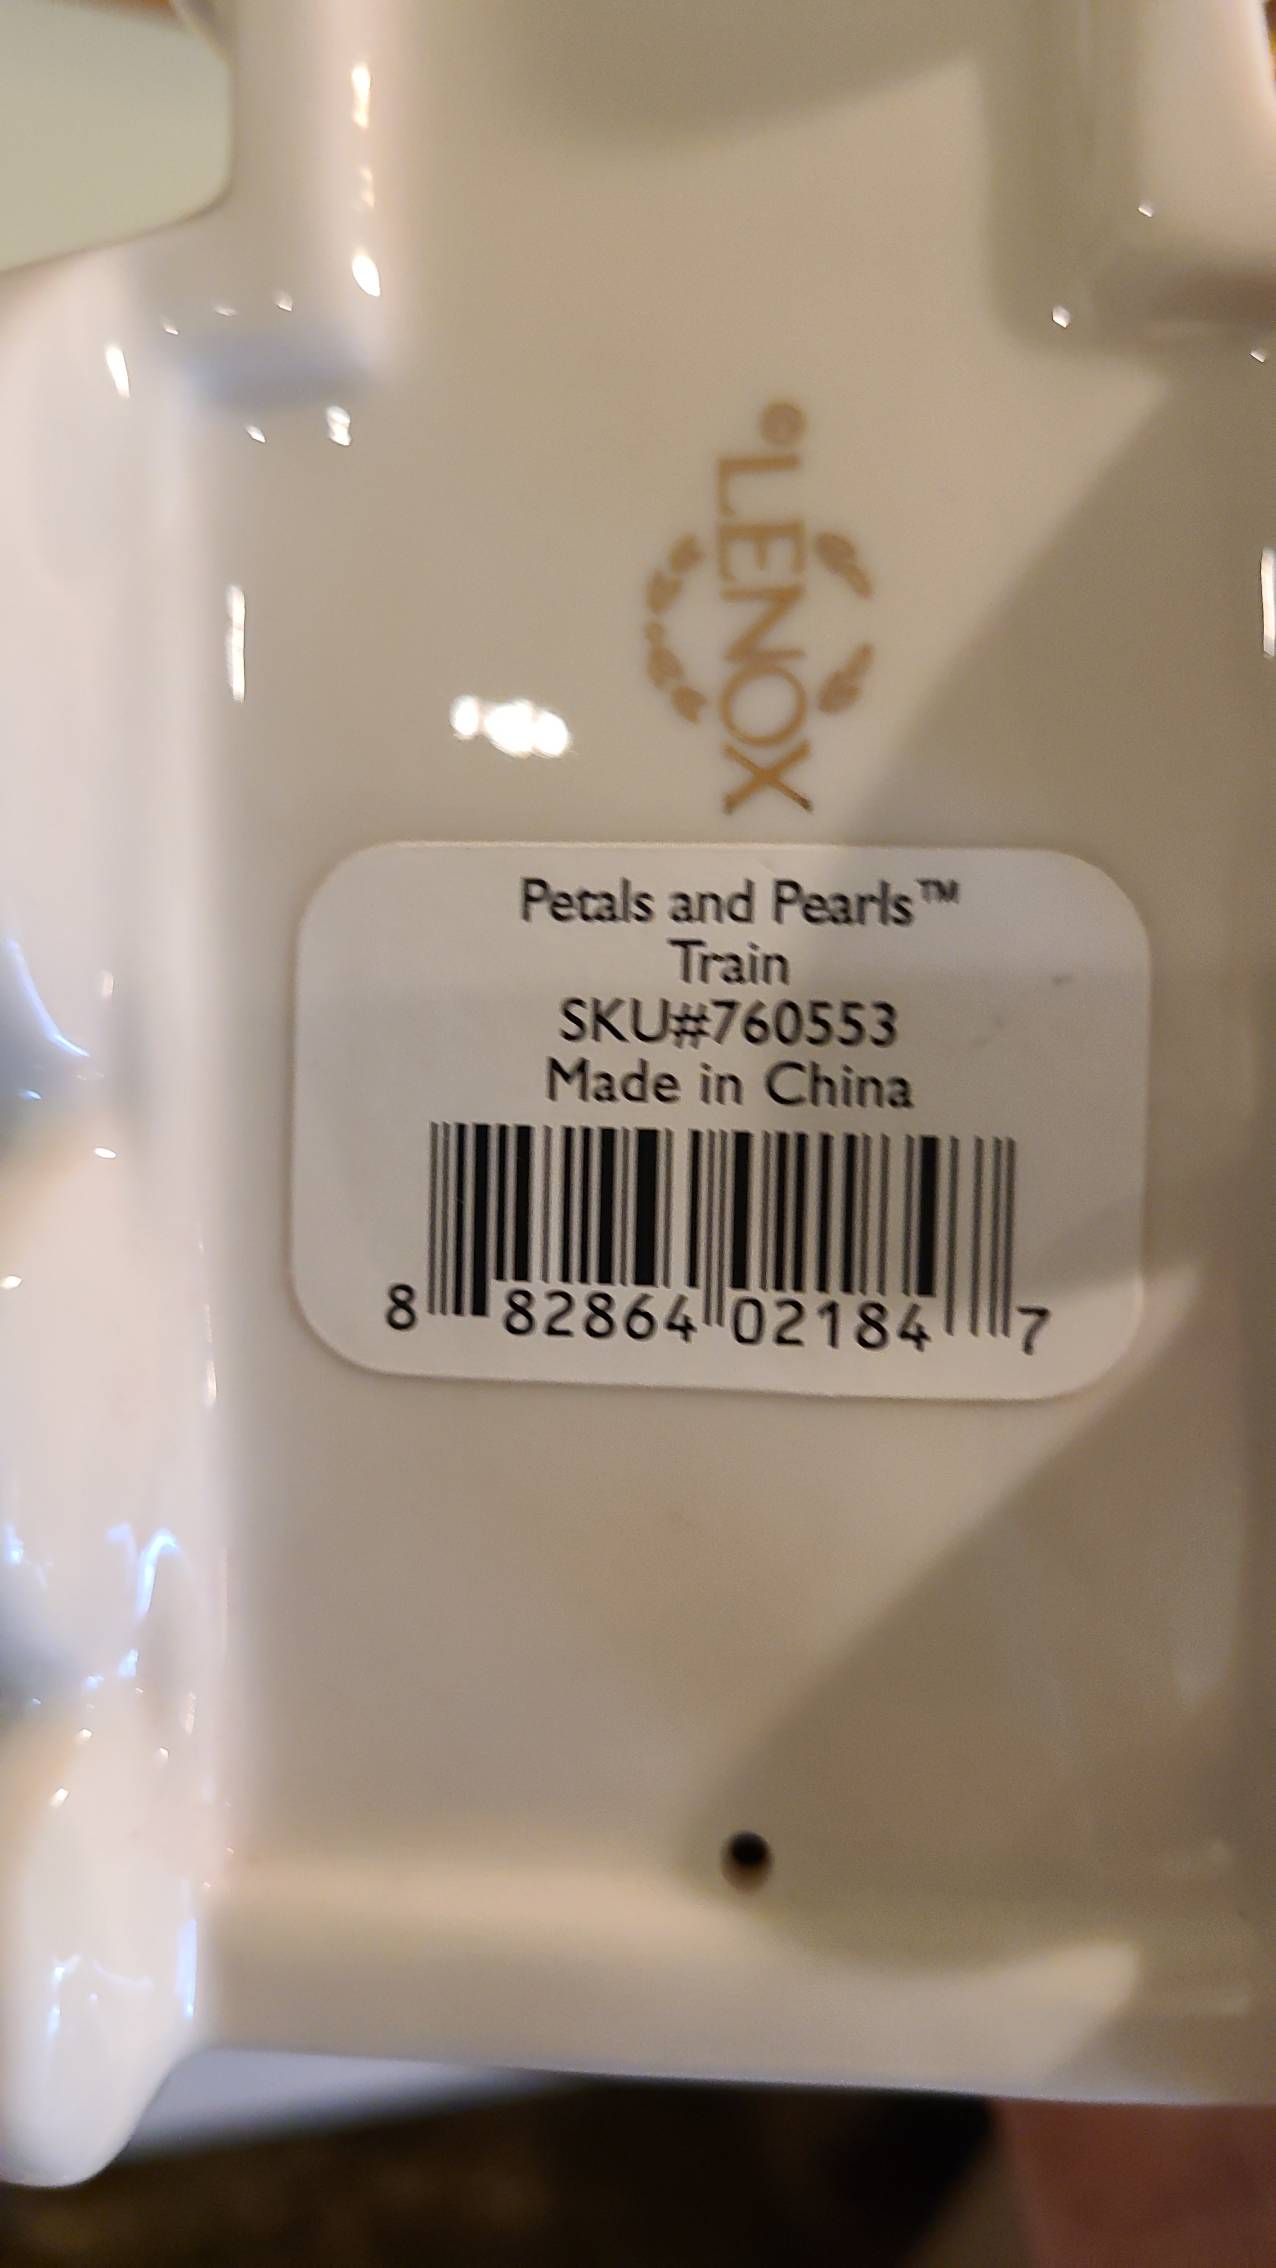 © LENOX
Petals and Pearls™
Train
SKU#760553
Made in China
8 82864 02184 7